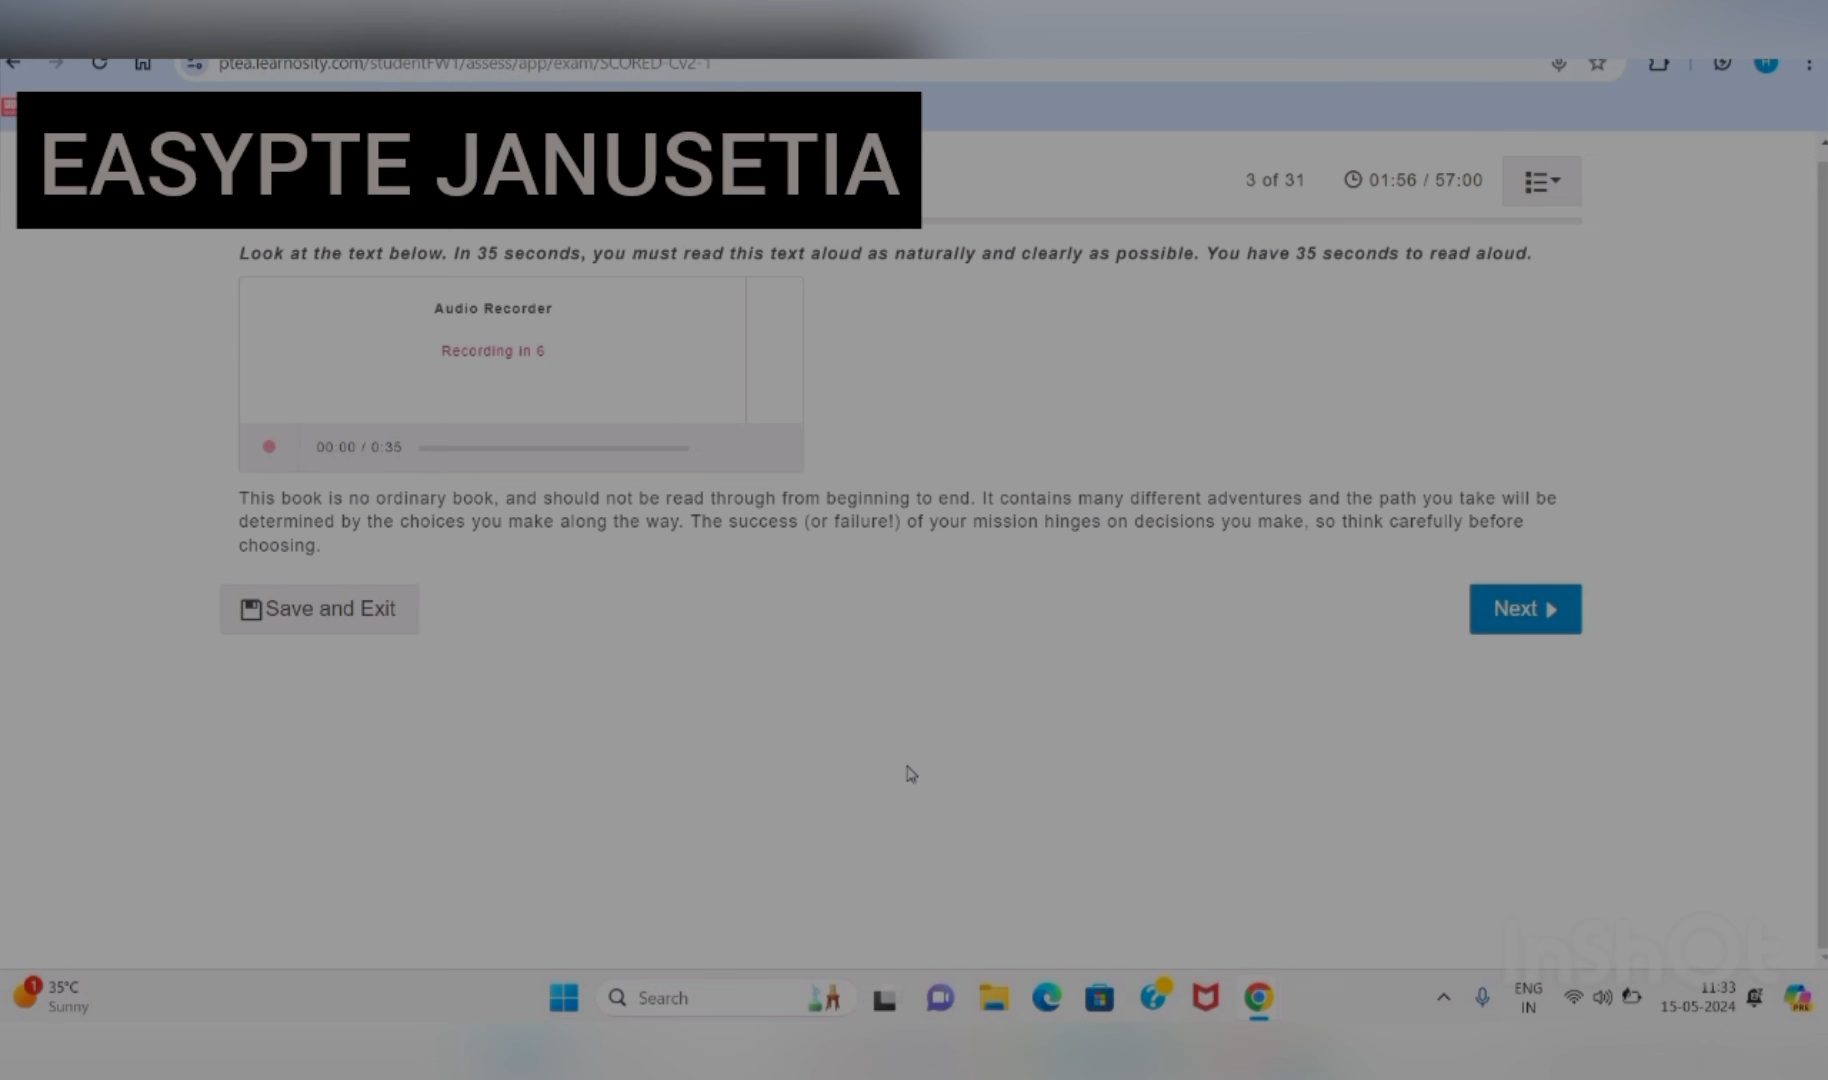 ptea.learnosity.com/studentFW1/assess/app/exam/SCORED-Cv2-1
H
EASYPTE JANUSETIA
3 of 31
01:56 / 57:00
Look at the text below. In 35 seconds, you must read this text aloud as naturally and clearly as possible. You have 35 seconds to read aloud.
Audio Recorder
Recording in 6
00:00 / 0:35
This book is no ordinary book, and should not be read through from beginning to end. It contains many different adventures and the path you take will be
determined by the choices you make along the way. The success (or failure!) of your mission hinges on decisions you make, so think carefully before
choosing.
Save and Exit
Next
InShOt
1
35°C
Sunny
Search
ENG
IN
11:33
15-05-2024
PRE